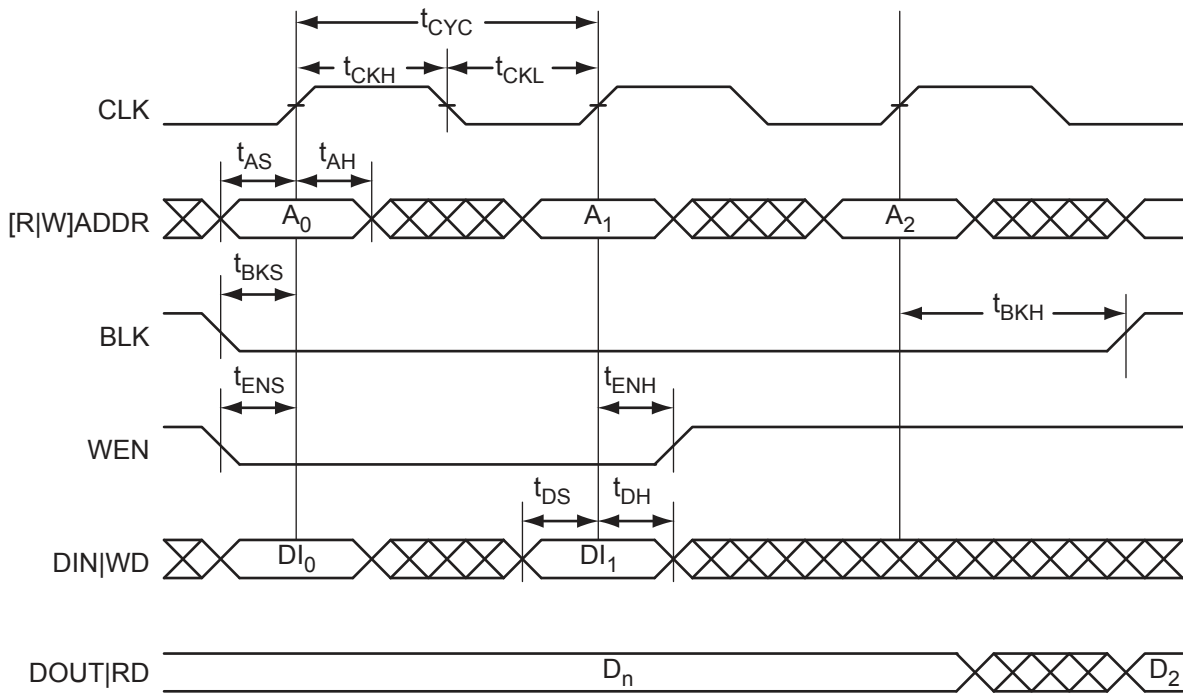 tCYC
tCKH tCKL
CLK
tAS tAH
[R|W]ADDR A0 A1 A2
tBKS
tBKH
BLK
tENS tENH
WEN
tDS tDH
DIN|WD DI0 DI1
DOUT|RD Dn D2